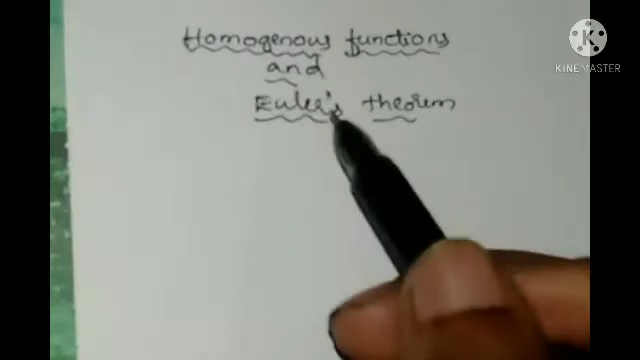 Homogenous functions
and
Euler's theorem
K
KINEMASTER